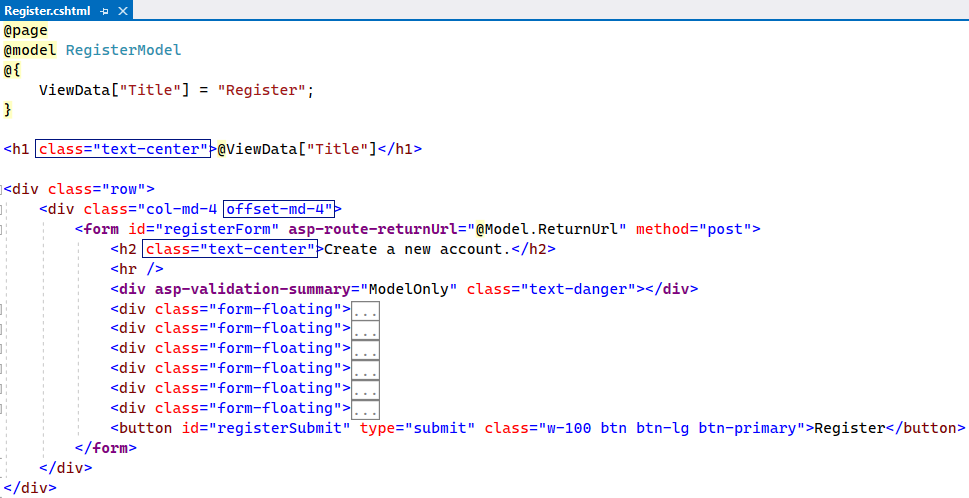 Register.cshtml
@page
@model RegisterModel
@{
    ViewData["Title"] = "Register";
}
<h1 class="text-center">@ViewData["Title"]</h1>
<div class="row">
    <div class="col-md-4 offset-md-4">
        <form id="registerForm" asp-route-returnUrl="@Model.ReturnUrl" method="post">
            <h2 class="text-center">Create a new account.</h2>
            <hr />
            <div asp-validation-summary="ModelOnly" class="text-danger"></div>
            <div class="form-floating">...
            <div class="form-floating">...
            <div class="form-floating">...
            <div class="form-floating">...
            <div class="form-floating">...
            <div class="form-floating">...
            <button id="registerSubmit" type="submit" class="w-100 btn btn-lg btn-primary">Register</button>
        </form>
    </div>
</div>